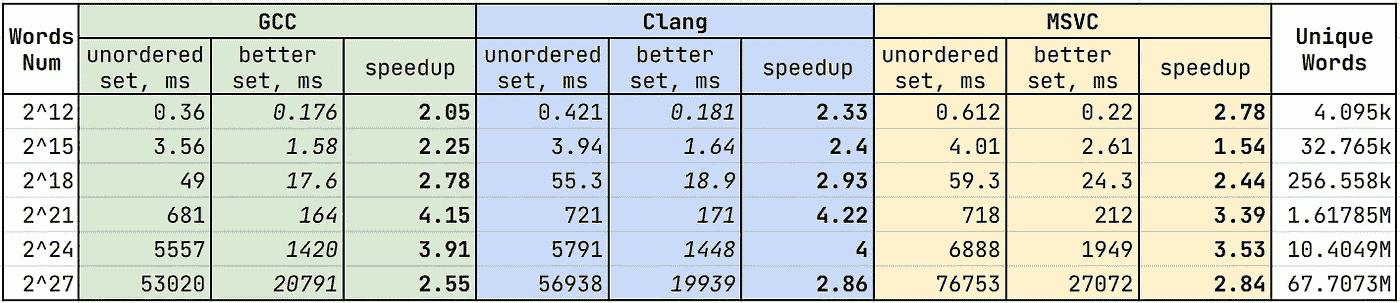 Words Num GCC Clang MSVC Unique Words
unordered set, ms better set, ms speedup unordered set, ms better set, ms speedup unordered set, ms better set, ms speedup
2^12 0.36 0.176 2.05 0.421 0.181 2.33 0.612 0.22 2.78 4.095k
2^15 3.56 1.58 2.25 3.94 1.64 2.4 4.01 2.61 1.54 32.765k
2^18 49 17.6 2.78 55.3 18.9 2.93 59.3 24.3 2.44 256.558k
2^21 681 164 4.15 721 171 4.22 718 212 3.39 1.61785M
2^24 5557 1420 3.91 5791 1448 4 6888 1949 3.53 10.4049M
2^27 53020 20791 2.55 56938 19939 2.86 76753 27072 2.84 67.7073M